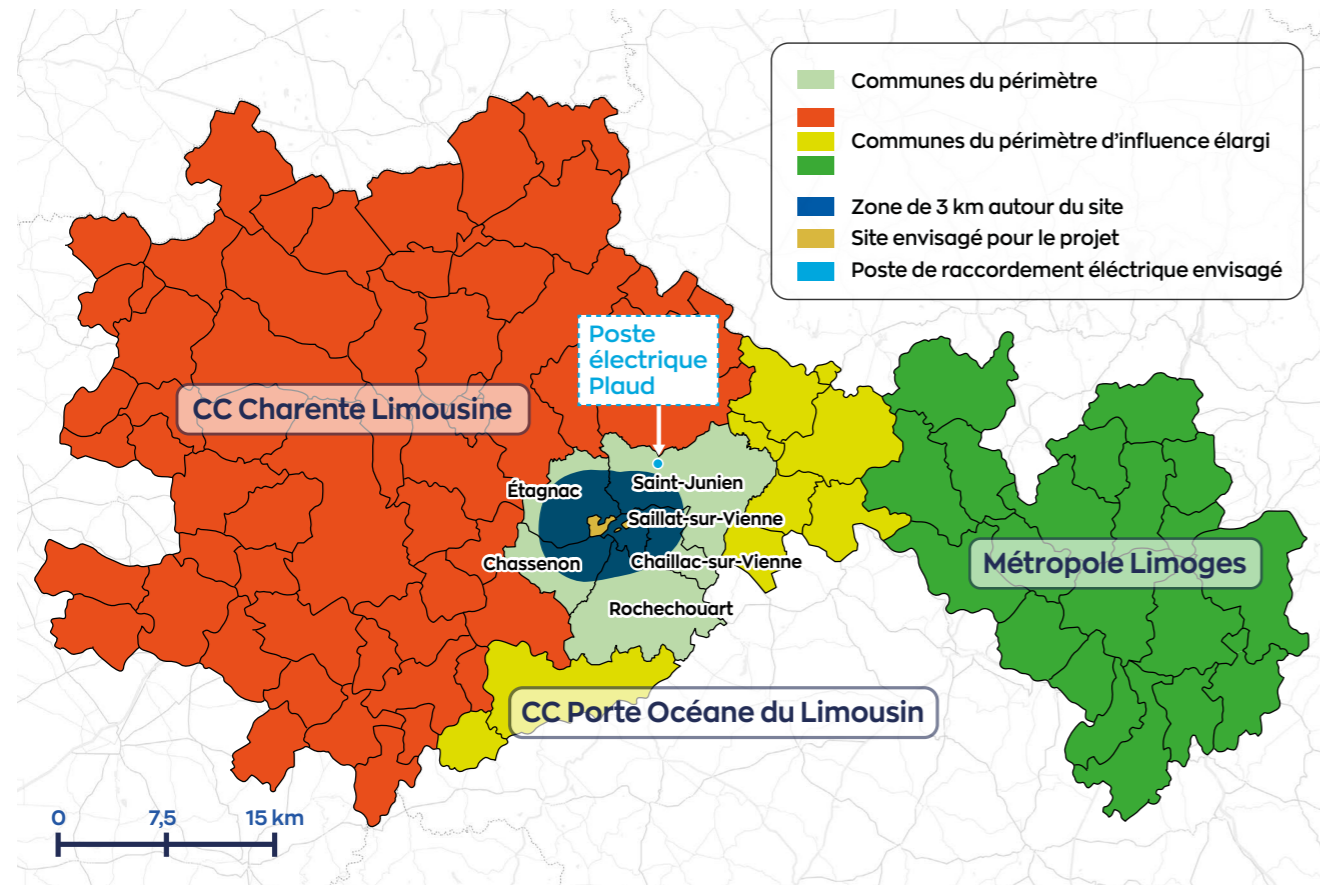 Communes du périmètre
Communes du périmètre d'influence élargi
Zone de 3 km autour du site
Site envisagé pour le projet
Poste de raccordement éléctrique envisagé
Poste
électrique
Plaud
CC Charente Limousine
Étagnac
Saint-Junien
Saillat-sur-Vienne
Chassenon
Chaillac-sur-Vienne
Métropole Limoges
Rochechouart
CC Porte Océane du Limousin
0 7,5 15 km